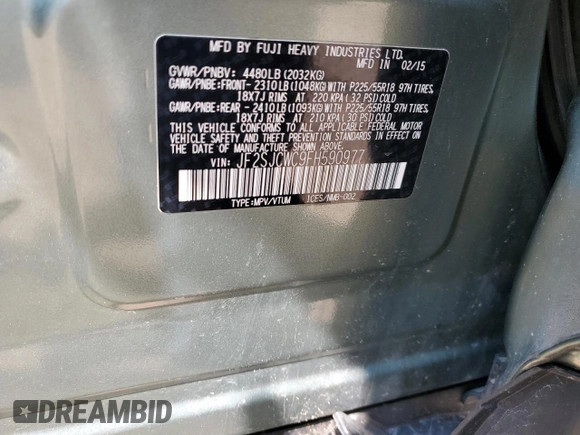 MFD BY FUJI HEAVY INDUSTRIES LTD.
GVWR/PNBV: 4480LB(2032KG) 02/15
GAWR/PNBE:FRONT- 2310LB(1048KG)WITH P225/55R18 97H TIRES,
18X7J RIMS AT 220 KPA(32 PSI)COLD
GAWR/PNBE:REAR - 2410LB(1093KG)WITH P225/55R18 97H TIRES,
18X7J RIMS AT 210 KPA(30 PSI)COLD
THIS VEHICLE CONFORMS TO ALL APPLICABLE FEDERAL MOTOR
VEHICLE SAFETY AND THEFT PREVENTION STANDARDS IN EFFECT ON
THE DATE OF MANUFACTURE SHOWN ABOVE.
VIN: JF2SJCWC9FH590977
TYPE:MPV/VTUM ICES/NMB-002
DREAMBID